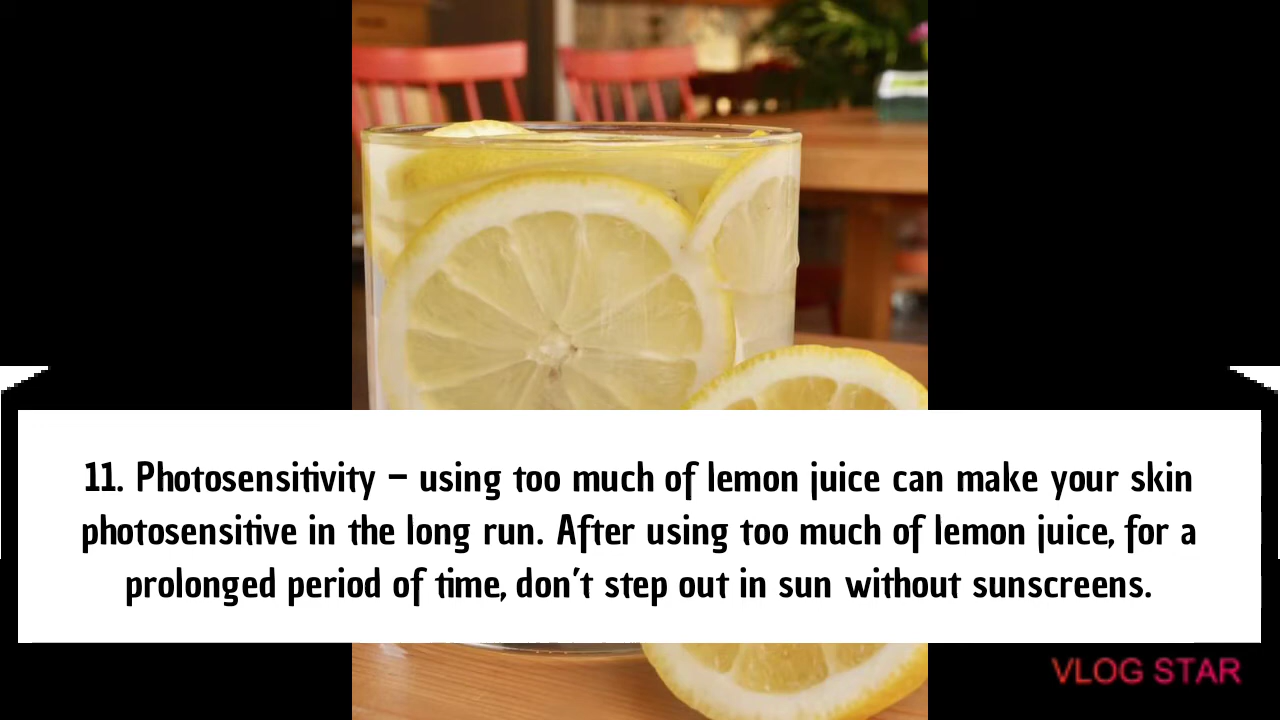 11. Photosensitivity – using too much of lemon juice can make your skin
photosensitive in the long run. After using too much of lemon juice, for a
prolonged period of time, don't step out in sun without sunscreens.
VLOG STAR